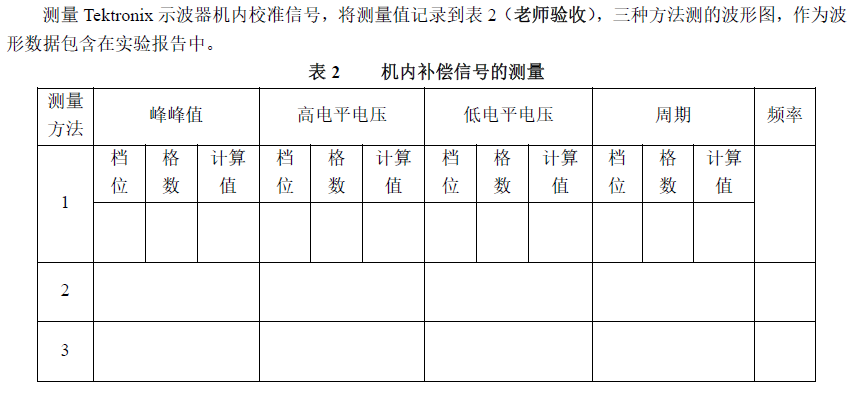 测量 Tektronix 示波器机内校准信号，将测量值记录到表 2（老师验收），三种方法测的波形图，作为波
形数据包含在实验报告中。
表 2 机内补偿信号的测量
测量
方法 峰峰值 高电平电压 低电平电压 周期 频率
1 档
位 格
数 计算
值 档
位 格
数 计算
值 档
位 格
数 计算
值 档
位 格
数 计算
值
2
3